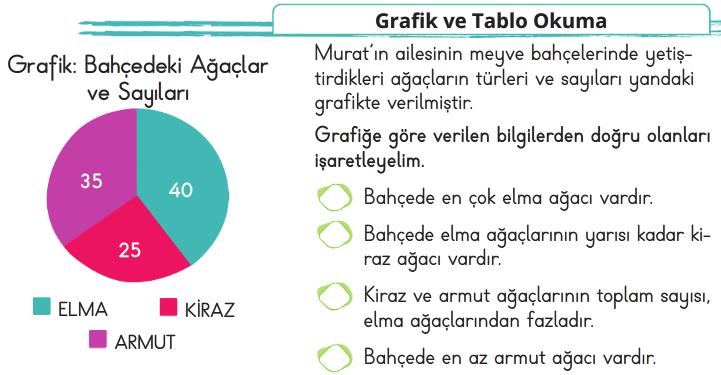 Grafik ve Tablo Okuma
Grafik: Bahçedeki Ağaçlar
ve Sayıları
35
40
25
ELMA
KİRAZ
ARMUT
Murat'ın ailesinin meyve bahçelerinde yetiş-
tirdikleri ağaçların türleri ve sayıları yandaki
grafikte verilmiştir.
Grafiğe göre verilen bilgilerden doğru olanları
işaretleyelim.
Bahçede en çok elma ağacı vardır.
Bahçede elma ağaçlarının yarısı kadar ki-
raz ağacı vardır.
Kiraz ve armut ağaçlarının toplam sayısı,
elma ağaçlarından fazladır.
Bahçede en az armut ağacı vardır.